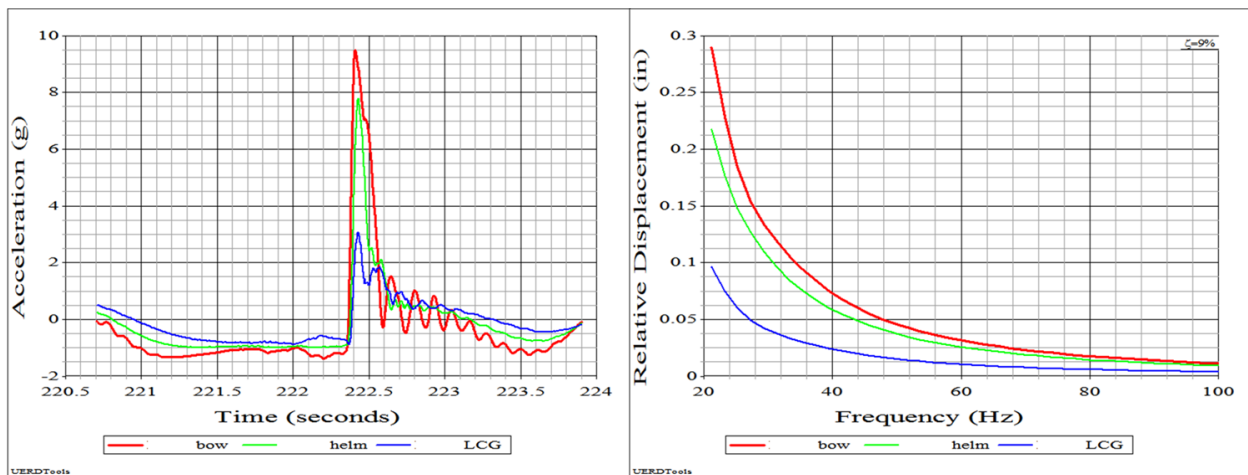 Acceleration (g)
10
8
6
4
2
0
−2
220.5 221 221.5 222 222.5 223 223.5 224
Time (seconds)
bow helm LCG
UERDTools
Relative Displacement (in)
0.3
0.25
0.2
0.15
0.1
0.05
0
ζ=9%
20 40 60 80 100
Frequency (Hz)
bow helm LCG
UERDTools